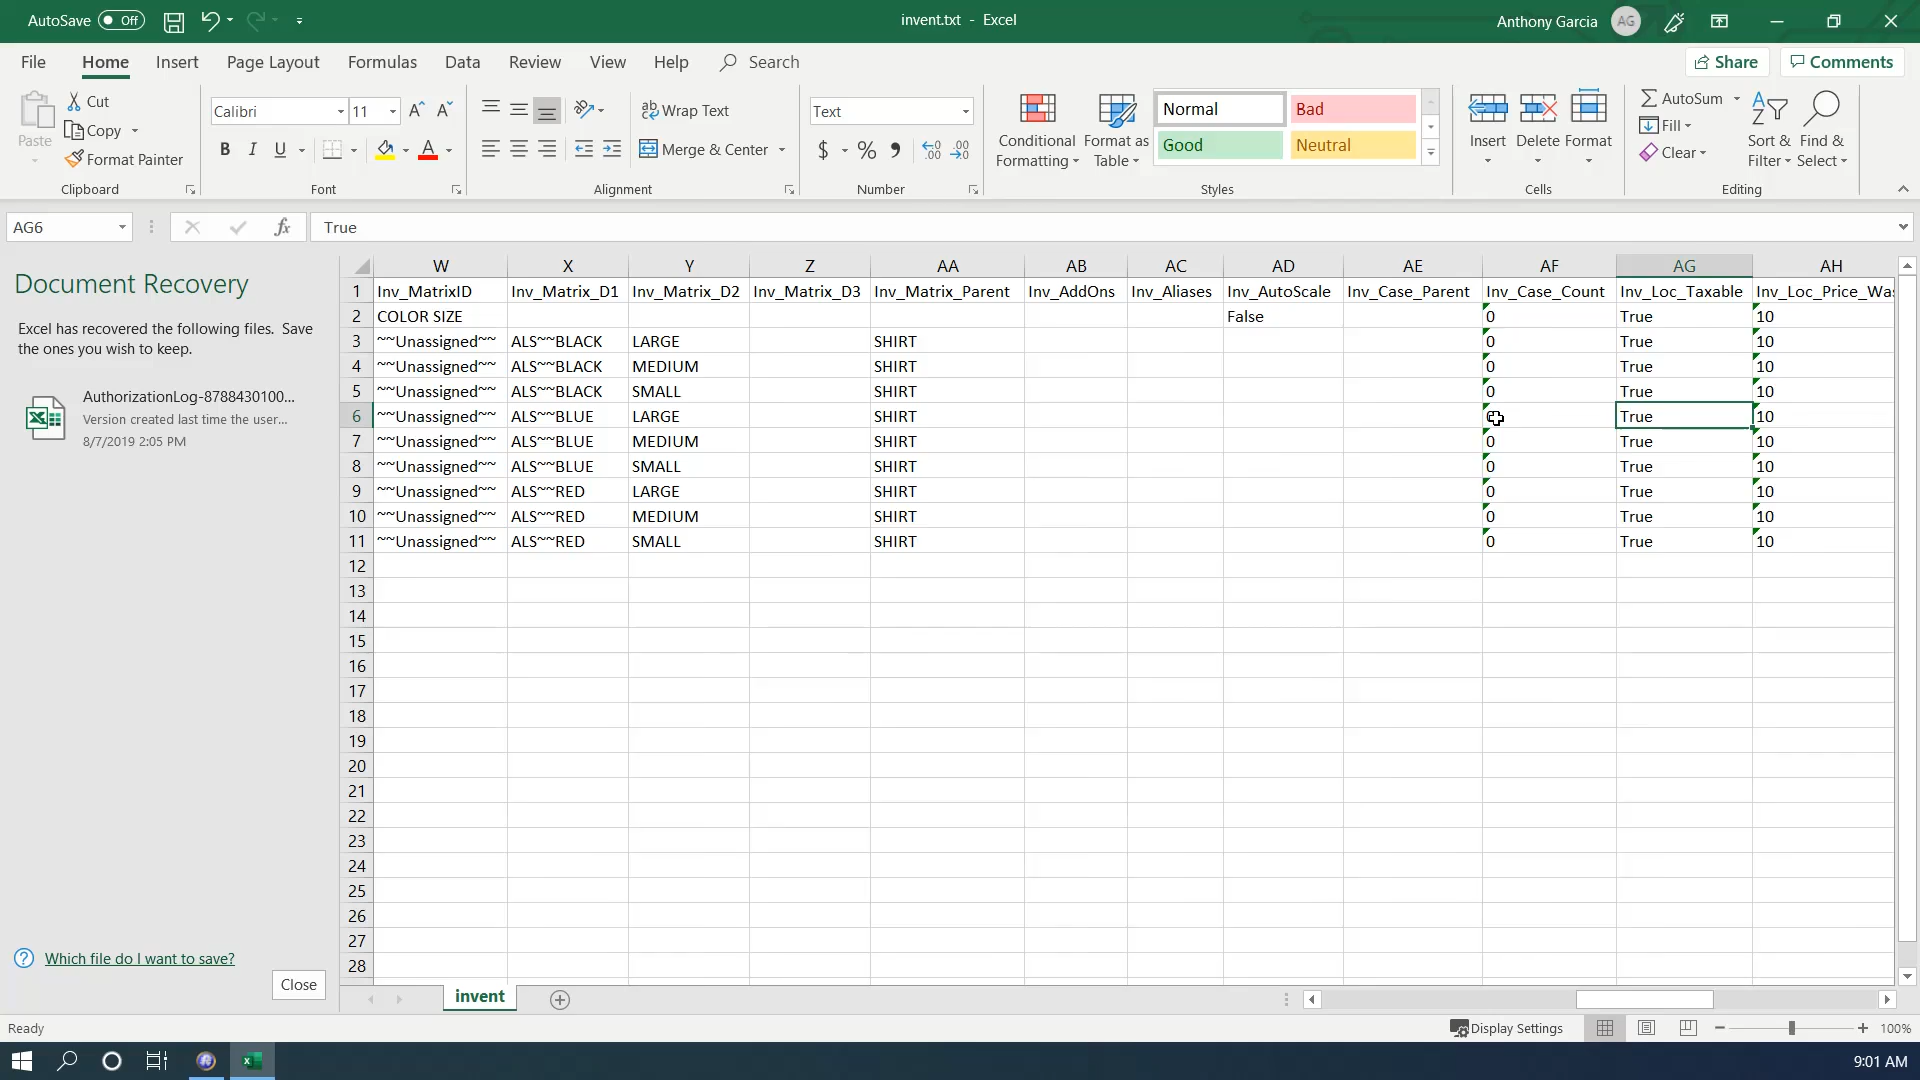 AutoSave Off invent.txt - Excel Anthony Garcia AG
File Home Insert Page Layout Formulas Data Review View Help Search Share Comments
Paste
Cut
Copy
Format Painter
Clipboard
Calibri 11
B I U
Font
Wrap Text
Merge & Center
Alignment
Text
$ %
Number
Conditional Formatting
Format as Table
Normal Bad
Good Neutral
Styles
Insert Delete Format
Cells
AutoSum
Fill
Clear
Sort & Filter
Find & Select
Editing
AG6 fx True
Document Recovery
Excel has recovered the following files. Save
the ones you wish to keep.
AuthorizationLog-8788430100...
Version created last time the user...
8/7/2019 2:05 PM
Which file do I want to save?
Close
W X Y Z AA AB AC AD AE AF AG AH
1 Inv_MatrixID Inv_Matrix_D1 Inv_Matrix_D2 Inv_Matrix_D3 Inv_Matrix_Parent Inv_AddOns Inv_Aliases Inv_AutoScale Inv_Case_Parent Inv_Case_Count Inv_Loc_Taxable Inv_Loc_Price_Was
2 COLOR SIZE False 0 True 10
3 ~~Unassigned~~ ALS~~BLACK LARGE SHIRT 0 True 10
4 ~~Unassigned~~ ALS~~BLACK MEDIUM SHIRT 0 True 10
5 ~~Unassigned~~ ALS~~BLACK SMALL SHIRT 0 True 10
6 ~~Unassigned~~ ALS~~BLUE LARGE SHIRT True 10
7 ~~Unassigned~~ ALS~~BLUE MEDIUM SHIRT 0 True 10
8 ~~Unassigned~~ ALS~~BLUE SMALL SHIRT 0 True 10
9 ~~Unassigned~~ ALS~~RED LARGE SHIRT 0 True 10
10 ~~Unassigned~~ ALS~~RED MEDIUM SHIRT 0 True 10
11 ~~Unassigned~~ ALS~~RED SMALL SHIRT 0 True 10
12
13
14
15
16
17
18
19
20
21
22
23
24
25
26
27
28
invent
Ready Display Settings 100%
9:01 AM